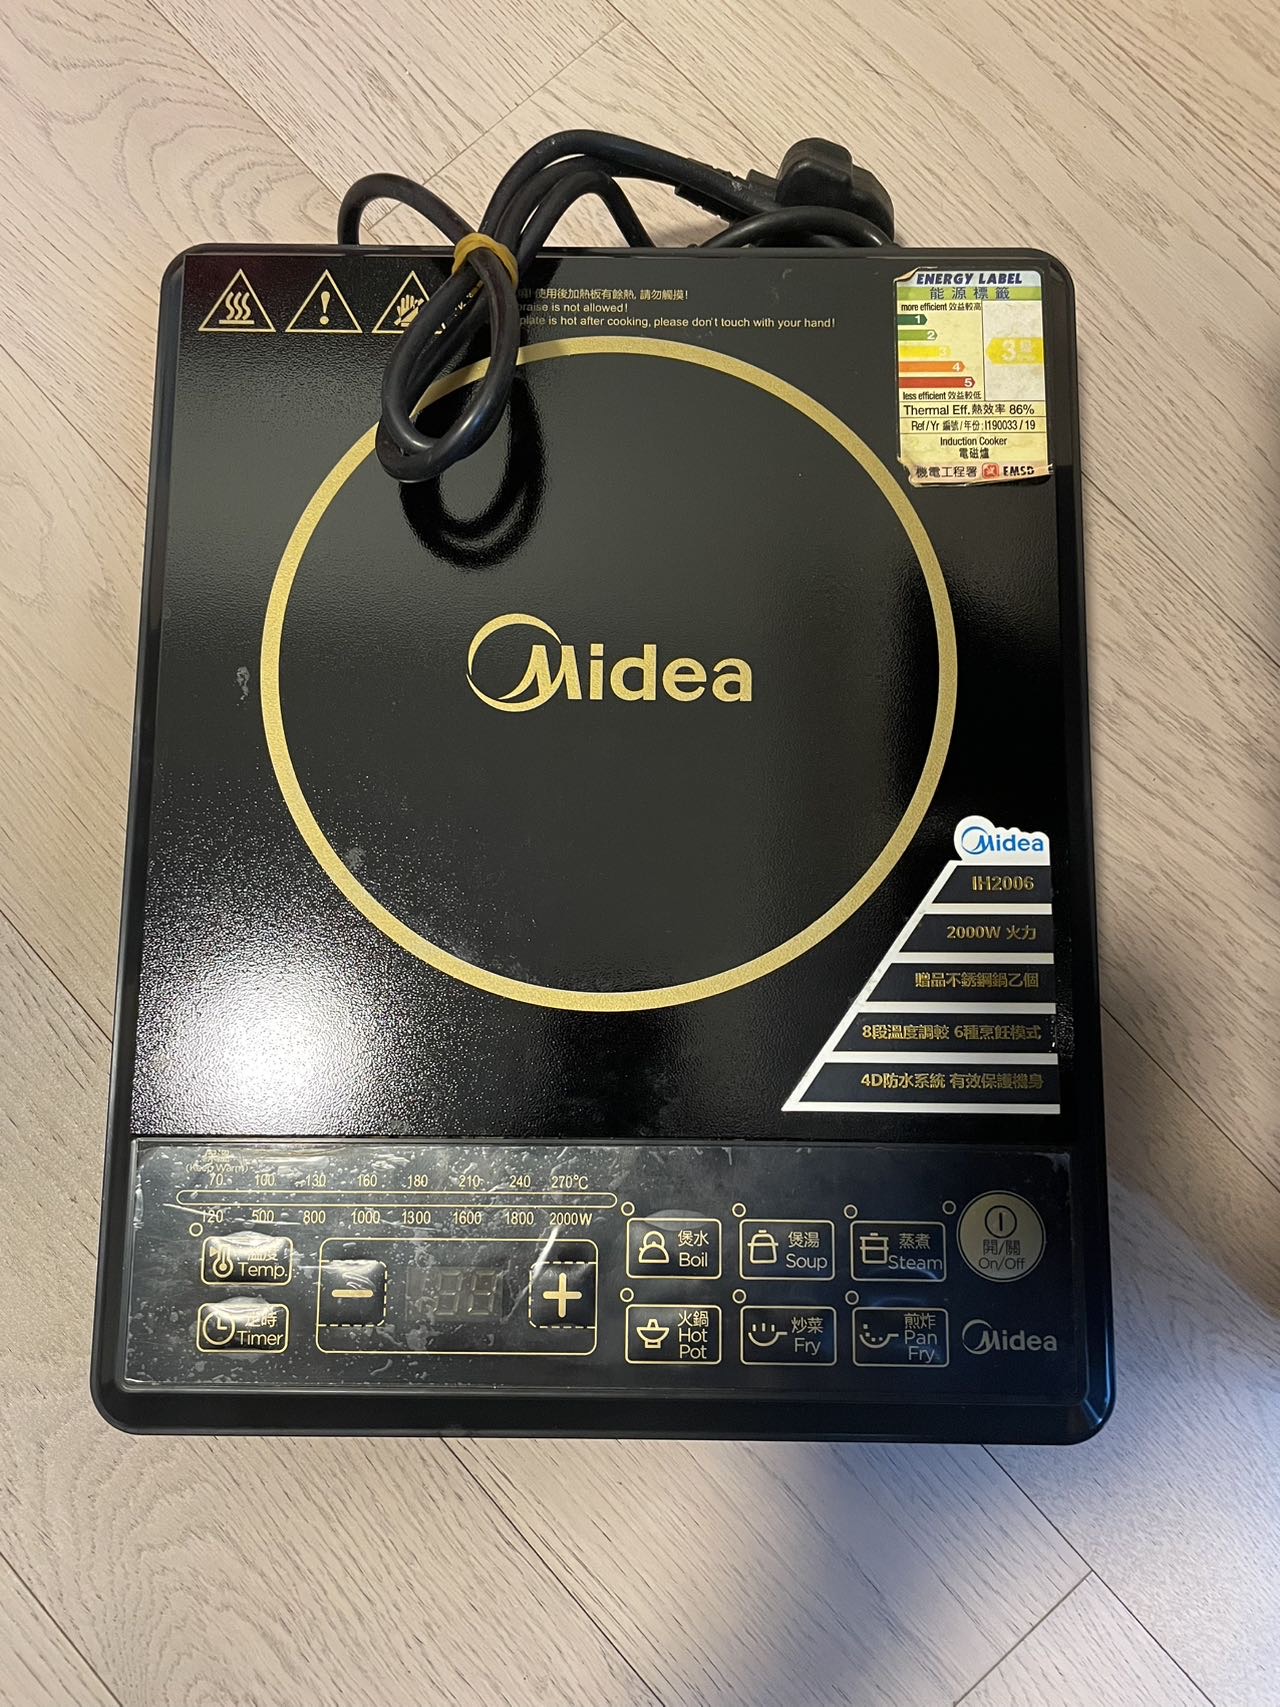 使用後加熱板有餘熱, 請勿觸摸!
is not allowed!
plate is hot after cooking, please don't touch with your hand!
ENERGY LABEL
能源標籤
more efficient 效益較高
1
2
3
4
5
3
less efficient 效益較低
Thermal Eff. 熱效率 86%
Ref/Yr 編號/年份:I190033/19
Induction Cooker
電磁爐
機電工程署 EMSD
Midea
Midea
IH2006
2000W 火力
贈品不銹鋼鍋乙個
8段溫度調較 6種烹飪模式
4D防水系統 有效保護機身
(Keep Warm)
70 100 130 160 180 210 240 270°C
120 500 800 1000 1300 1600 1800 2000W
溫度
Temp.
定時
Timer
煲水
Boil
煲湯
Soup
蒸煮
Steam
開/關
On/Off
火鍋
Hot
Pot
炒菜
Fry
煎炸
Pan
Fry
Midea